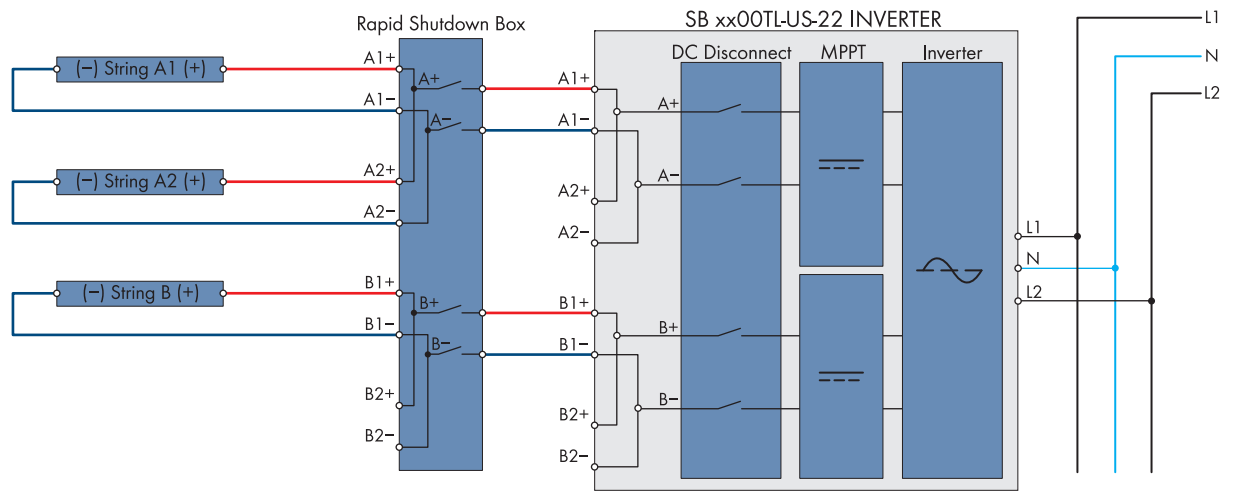 Rapid Shutdown Box
SB xx00TL-US-22 INVERTER
L1
N
L2
DC Disconnect
MPPT
Inverter
A1+
A+
A1−
A−
(−) String A1 (+)
A2+
A2−
(−) String A2 (+)
B1+
B+
B1−
B−
(−) String B (+)
B2+
B2−
A1+
A+
A1−
A−
A2+
A2−
B1+
B+
B1−
B−
B2+
B2−
L1
N
L2